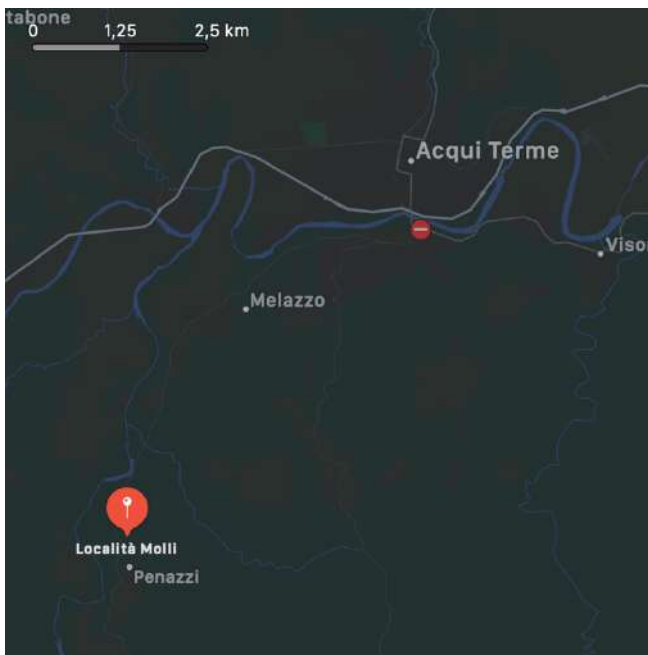 tabone
0 1,25 2,5 km
Acqui Terme
Viso
Melazzo
Località Molli
Penazzi